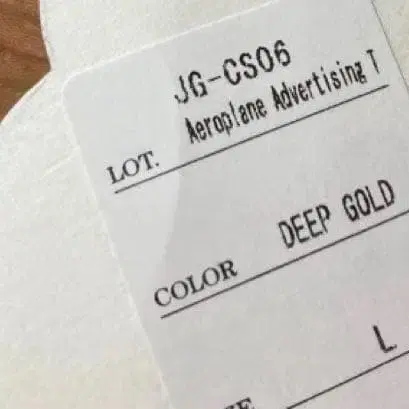 JG-CS06
LOT. Aeroplane Advertising T
COLOR DEEP GOLD
L